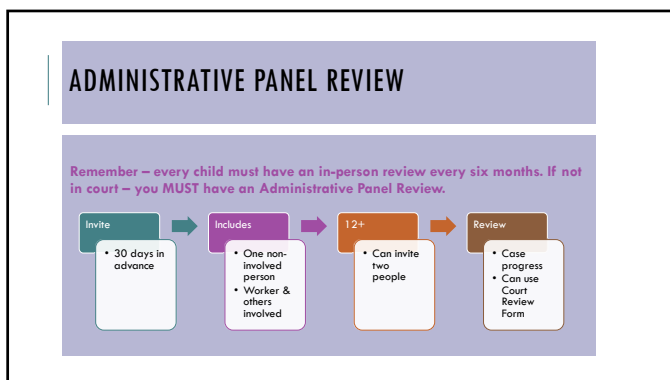 ADMINISTRATIVE PANEL REVIEW
Remember – every child must have an in-person review every six months. If not
in court – you MUST have an Administrative Panel Review.
Invite
• 30 days in
advance
Includes
• One non-
involved
person
• Worker &
others
involved
12+
• Can invite
two
people
Review
• Case
progress
• Can use
Court
Review
Form